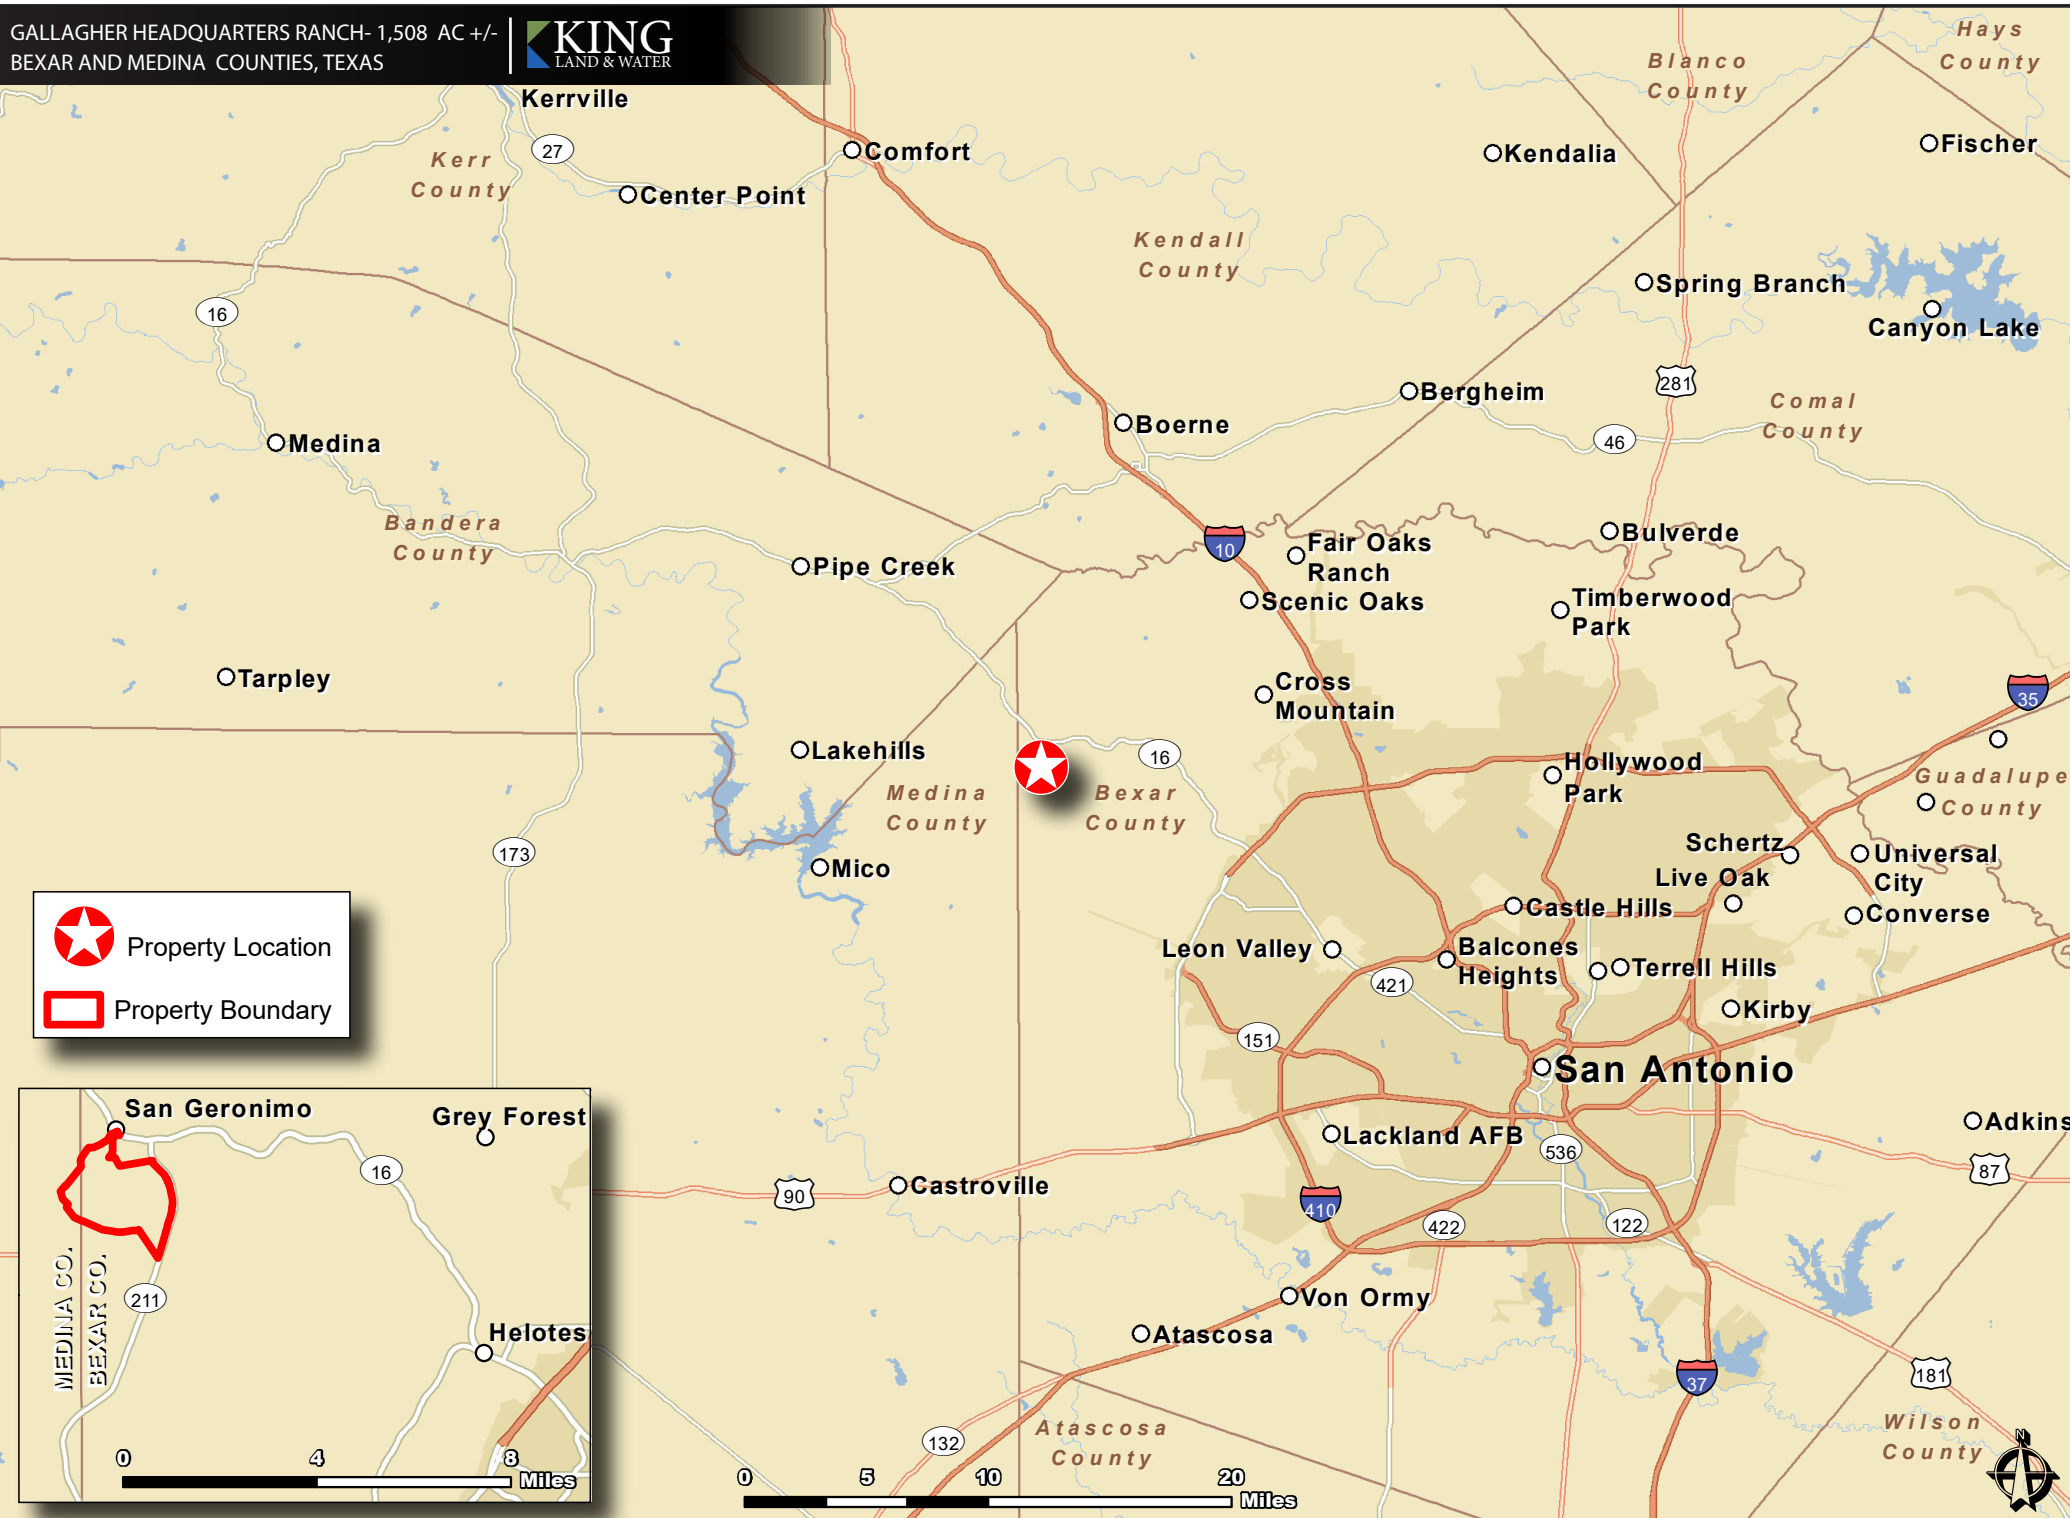 GALLAGHER HEADQUARTERS RANCH- 1,508 AC +/-
BEXAR AND MEDINA COUNTIES, TEXAS
KING
LAND & WATER
Hays
County
Blanco
County
Kerrville
27
Comfort
Kendalia
Fischer
Kerr
County
Center Point
Kendall
County
Spring Branch
Canyon Lake
16
281
Bergheim
Comal
County
Boerne
46
Medina
Bandera
County
10
Fair Oaks
Ranch
Bulverde
Pipe Creek
Scenic Oaks
Timberwood
Park
Tarpley
Cross
Mountain
35
Lakehills
16
Hollywood
Park
Guadalupe
County
Medina
County
Bexar
County
173
Mico
Schertz
Universal
City
Live Oak
Castle Hills
Converse
Leon Valley
Balcones
Heights
Terrell Hills
421
Kirby
151
San Antonio
Lackland AFB
Adkins
536
87
90
Castroville
410
422
122
Von Ormy
Atascosa
37
181
Atascosa
County
132
Wilson
County
N
0 5 10 20
Miles
Property Location
Property Boundary
San Geronimo
Grey Forest
16
MEDINA CO.
BEXAR CO.
211
Helotes
0 4 8
Miles